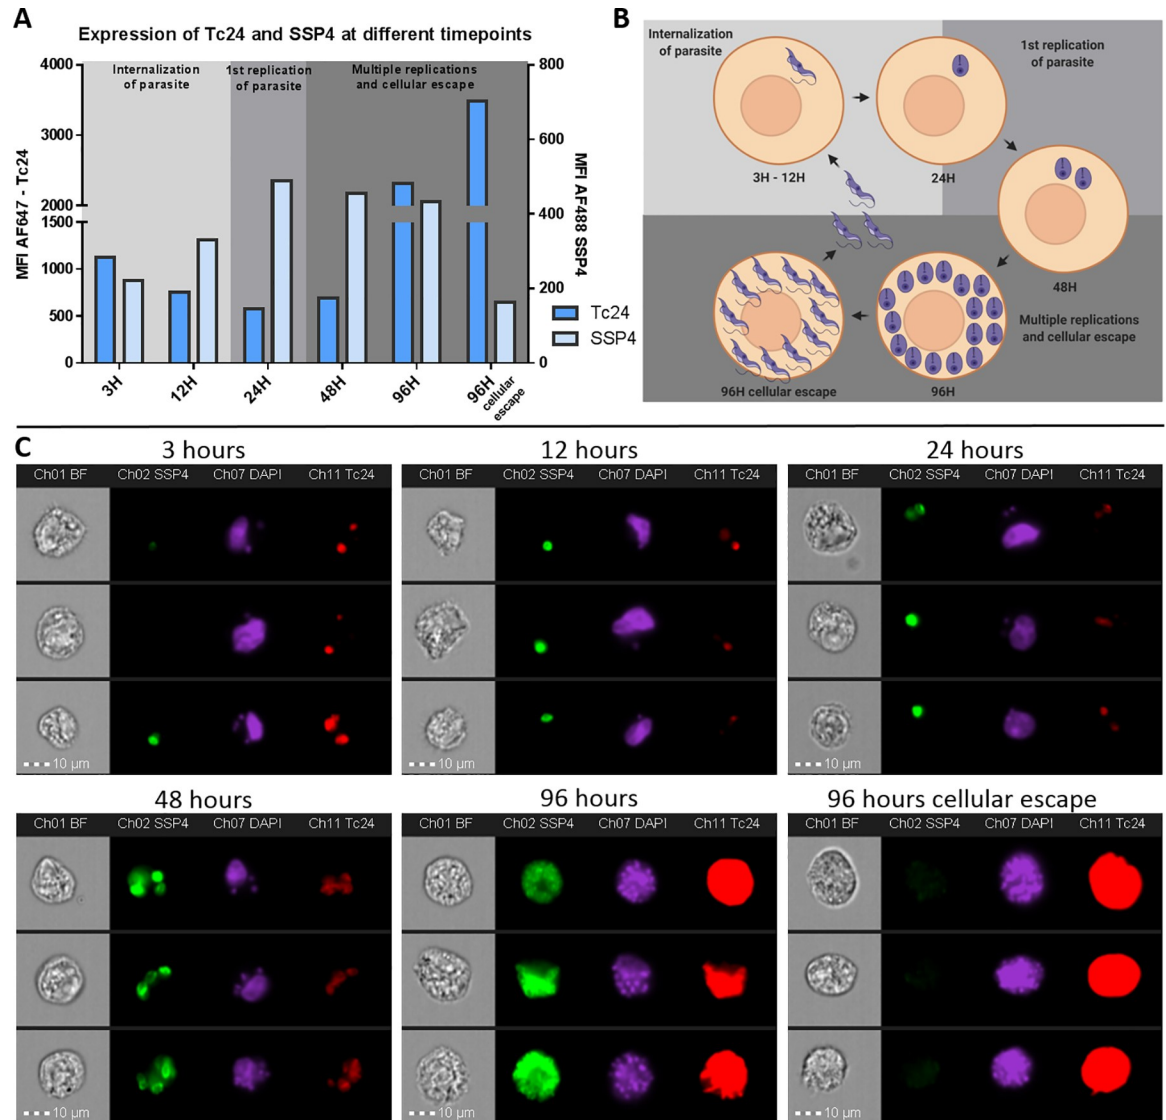 A
Expression of Tc24 and SSP4 at different timepoints
Internalization
of parasite
1st replication
of parasite
Multiple replications
and cellular escape
MFI AF647 - Tc24
4000
3000
2000
1500
1000
500
0
800
600
400
200
0
MFI AF488 SSP4
3H
12H
24H
48H
96H
96H
cellular
escape
Tc24
SSP4
B
Internalization
of parasite
1st replication
of parasite
3H - 12H
24H
48H
Multiple replications
and cellular escape
96H cellular escape
96H
C
3 hours
Ch01 BF Ch02 SSP4 Ch07 DAPI Ch11 Tc24
10 µm
12 hours
Ch01 BF Ch02 SSP4 Ch07 DAPI Ch11 Tc24
10 µm
24 hours
Ch01 BF Ch02 SSP4 Ch07 DAPI Ch11 Tc24
10 µm
48 hours
Ch01 BF Ch02 SSP4 Ch07 DAPI Ch11 Tc24
10 µm
96 hours
Ch01 BF Ch02 SSP4 Ch07 DAPI Ch11 Tc24
10 µm
96 hours cellular escape
Ch01 BF Ch02 SSP4 Ch07 DAPI Ch11 Tc24
10 µm